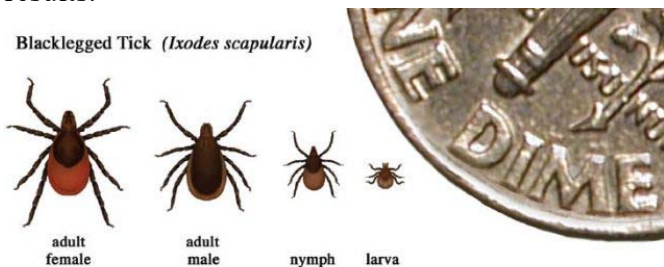 Blacklegged Tick (Ixodes scapularis)
adult
female
adult
male
nymph
larva
NE DIME